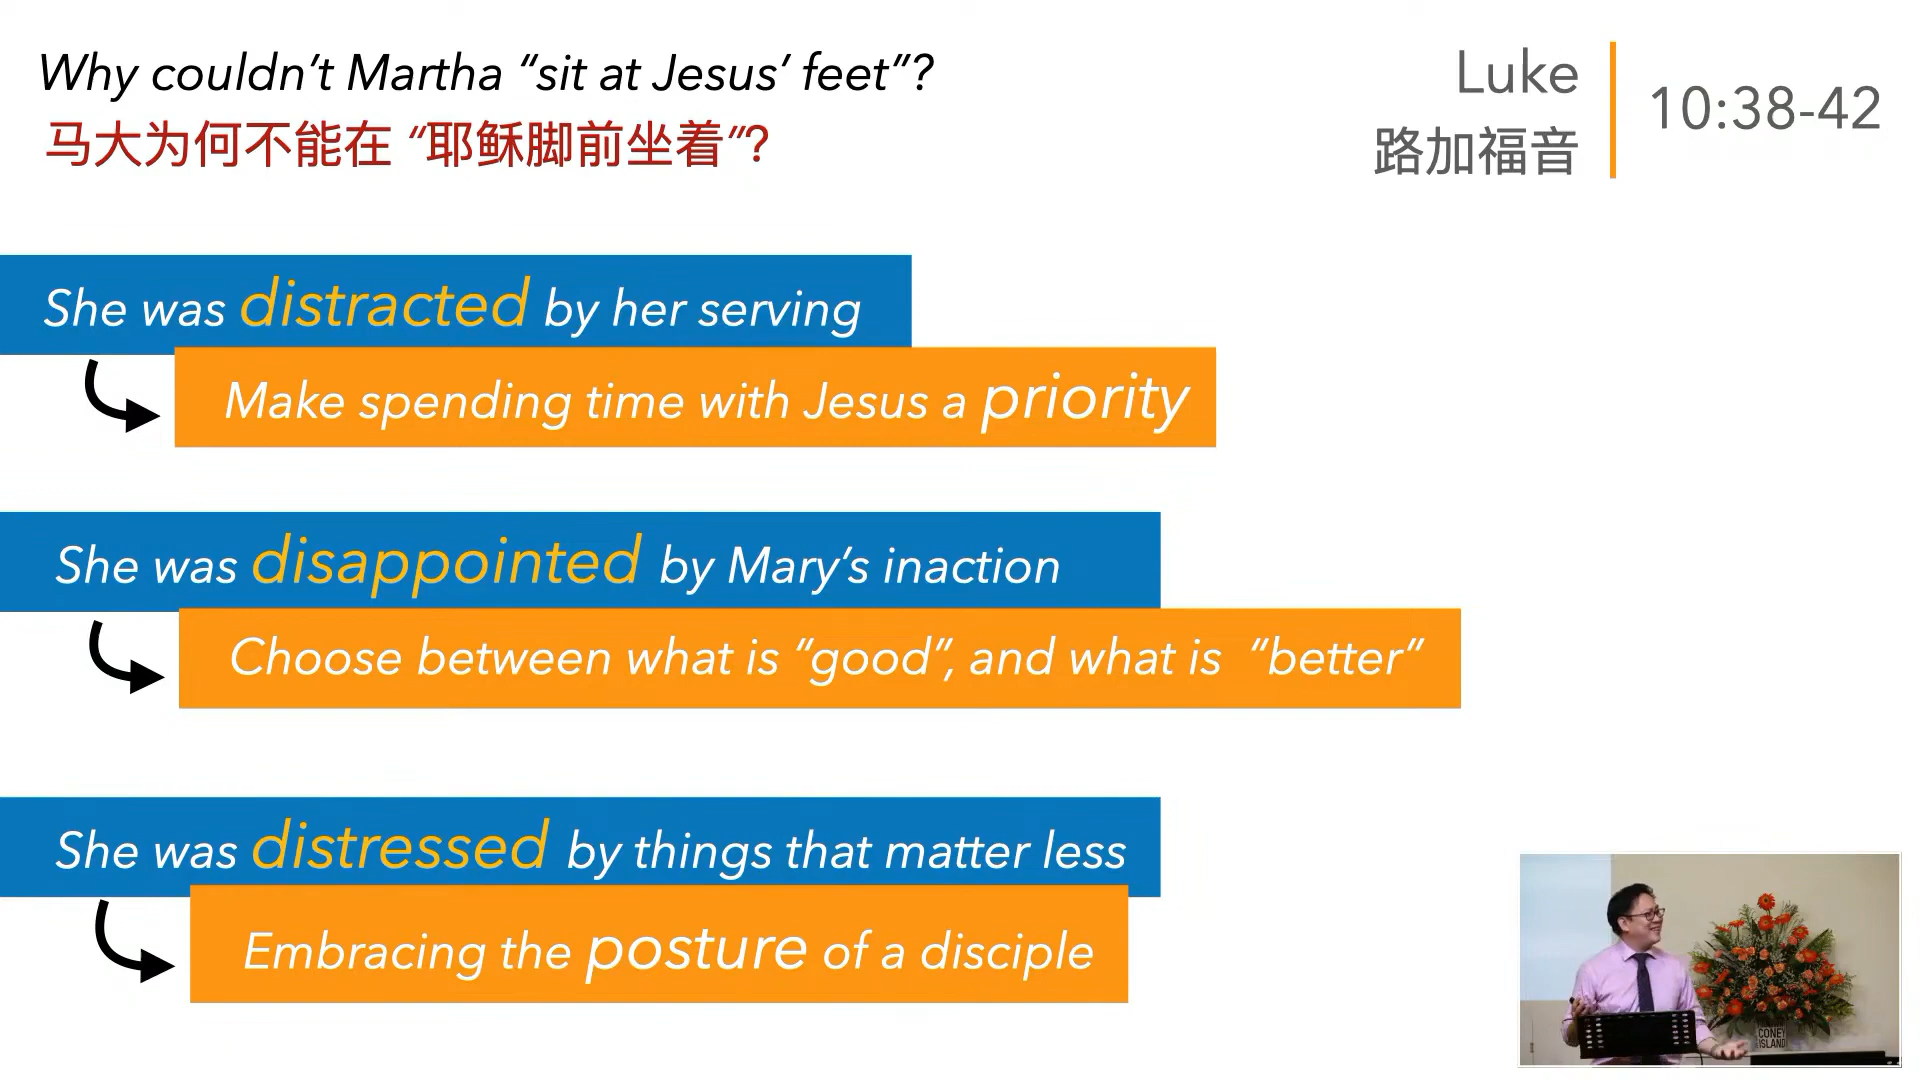 Why couldn’t Martha “sit at Jesus’ feet”?
马大为何不能在 “耶稣脚前坐着”?
Luke
路加福音
10:38-42
She was distracted by her serving
Make spending time with Jesus a priority
She was disappointed by Mary’s inaction
Choose between what is “good”, and what is “better”
She was distressed by things that matter less
Embracing the posture of a disciple
CONEY
ISLAND